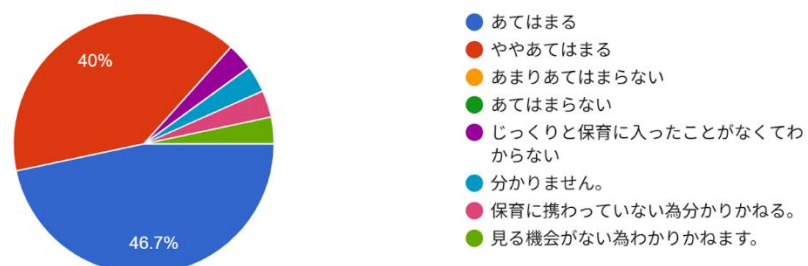 40%
46.7%
あてはまる
ややあてはまる
あまりあてはまらない
あてはまらない
じっくりと保育に入ったことがなくてわ
からない
分かりません。
保育に携わっていない為分かりかねる。
見る機会がない為わかりかねます。